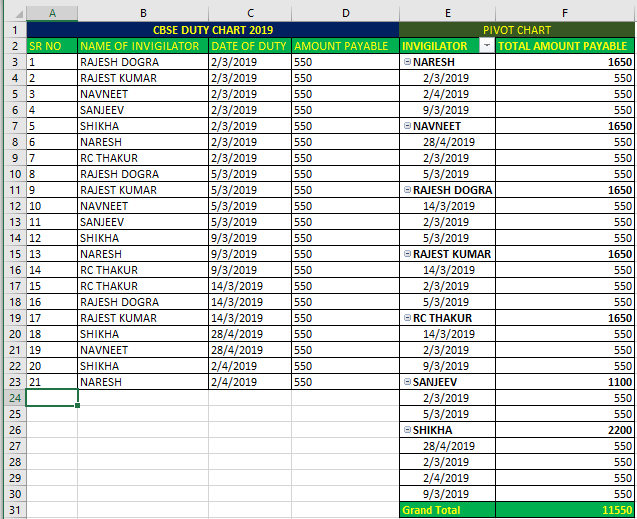 A B C D E F
1 CBSE DUTY CHART 2019 PIVOT CHART
2 SR NO NAME OF INVIGILATOR DATE OF DUTY AMOUNT PAYABLE INVIGILATOR TOTAL AMOUNT PAYABLE
3 1 RAJESH DOGRA 2/3/2019 550 NARESH 1650
4 2 RAJEST KUMAR 2/3/2019 550 2/3/2019 550
5 3 NAVNEET 2/3/2019 550 2/4/2019 550
6 4 SANJEEV 2/3/2019 550 9/3/2019 550
7 5 SHIKHA 2/3/2019 550 NAVNEET 1650
8 6 NARESH 2/3/2019 550 28/4/2019 550
9 7 RC THAKUR 2/3/2019 550 2/3/2019 550
10 8 RAJESH DOGRA 5/3/2019 550 5/3/2019 550
11 9 RAJEST KUMAR 5/3/2019 550 RAJESH DOGRA 1650
12 10 NAVNEET 5/3/2019 550 14/3/2019 550
13 11 SANJEEV 5/3/2019 550 2/3/2019 550
14 12 SHIKHA 9/3/2019 550 5/3/2019 550
15 13 NARESH 9/3/2019 550 RAJEST KUMAR 1650
16 14 RC THAKUR 9/3/2019 550 14/3/2019 550
17 15 RC THAKUR 14/3/2019 550 2/3/2019 550
18 16 RAJESH DOGRA 14/3/2019 550 5/3/2019 550
19 17 RAJEST KUMAR 14/3/2019 550 RC THAKUR 1650
20 18 SHIKHA 28/4/2019 550 14/3/2019 550
21 19 NAVNEET 28/4/2019 550 2/3/2019 550
22 20 SHIKHA 2/4/2019 550 9/3/2019 550
23 21 NARESH 2/4/2019 550 SANJEEV 1100
24 2/3/2019 550
25 5/3/2019 550
26 SHIKHA 2200
27 28/4/2019 550
28 2/3/2019 550
29 2/4/2019 550
30 9/3/2019 550
31 Grand Total 11550